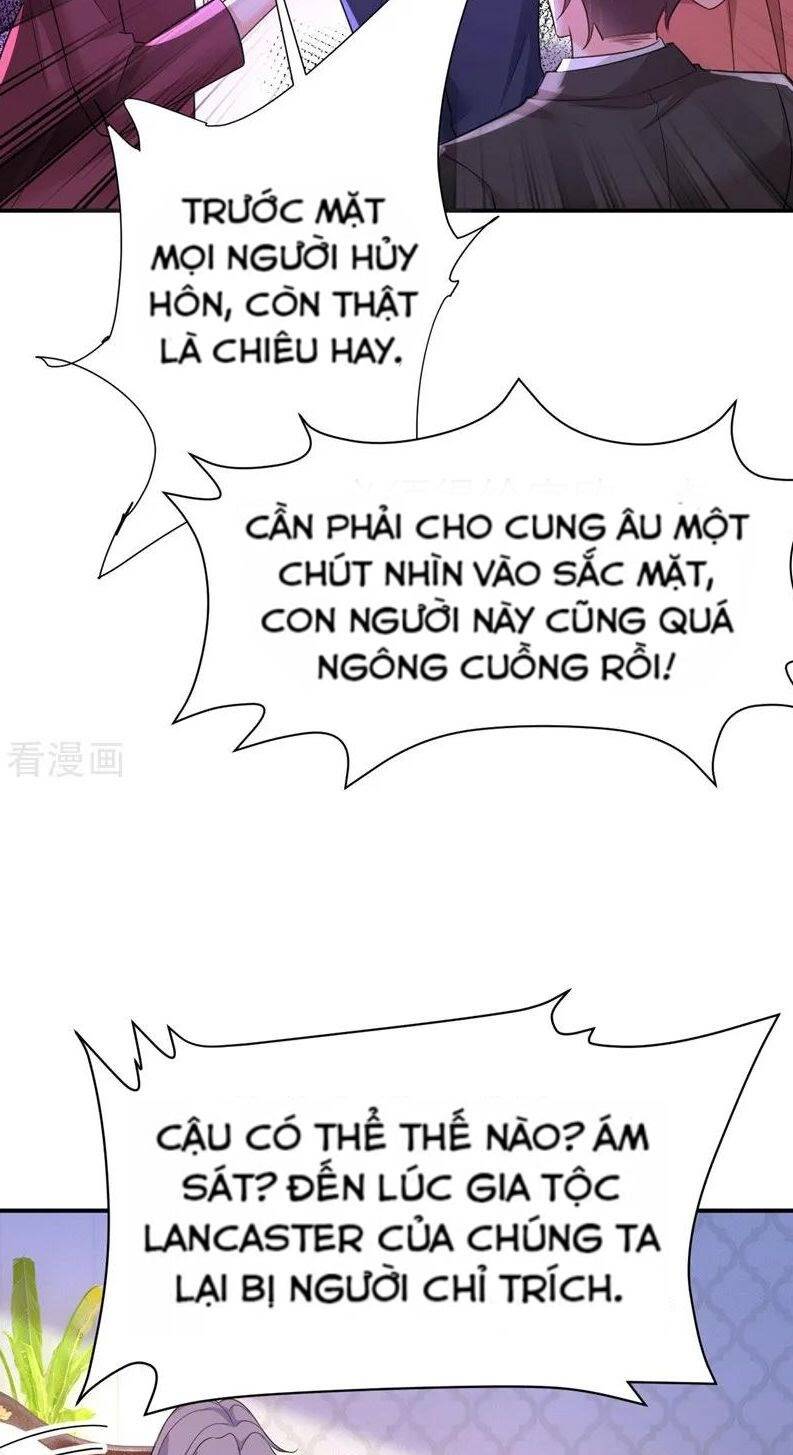 TRƯỚC MẶT
MỌI NGƯỜI HỦY
HÔN, CÒN THẬT
LÀ CHIÊU HAY.
CẦN PHẢI CHO CUNG ÂU MỘT
CHÚT NHÌN VÀO SẮC MẶT,
CON NGƯỜI NÀY CŨNG QUÁ
NGÔNG CUỒNG RỒI!
看漫画
CẬU CÓ THỂ THẾ NÀO? ÁM
SÁT? ĐẾN LÚC GIA TỘC
LANCASTER CỦA CHÚNG TA
LẠI BỊ NGƯỜI CHỈ TRÍCH.